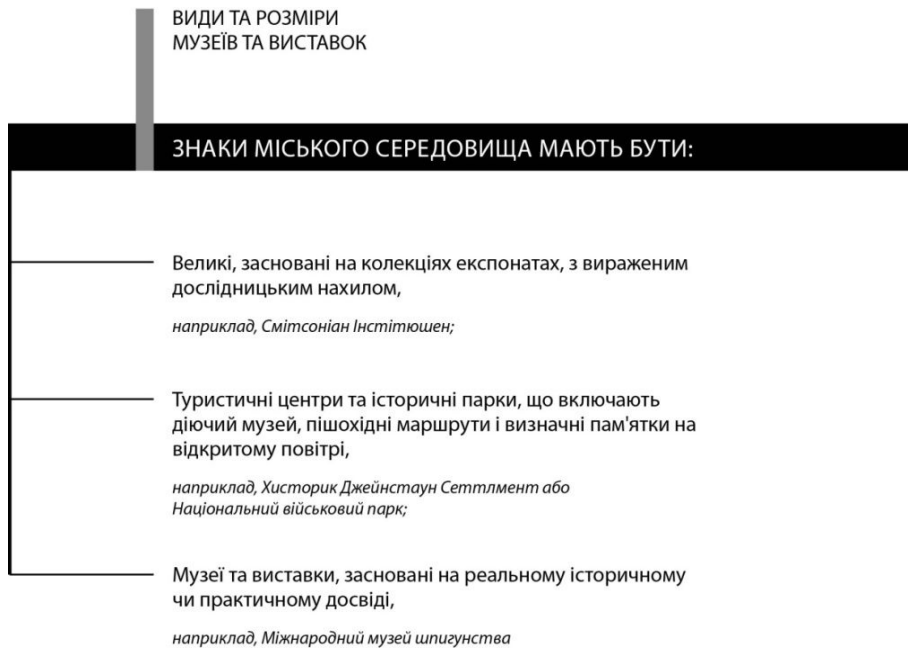 ВИДИ ТА РОЗМІРИ
МУЗЕЇВ ТА ВИСТАВОК
ЗНАКИ МІСЬКОГО СЕРЕДОВИЩА МАЮТЬ БУТИ:
Великі, засновані на колекціях експонатах, з вираженим
дослідницьким нахилом,
наприклад, Смітсоніан Інстітюшен;
Туристичні центри та історичні парки, що включають
діючий музей, пішохідні маршрути і визначні пам'ятки на
відкритому повітрі,
наприклад, Хисторик Джейнстаун Сеттлмент або
Національний військовий парк;
Музеї та виставки, засновані на реальному історичному
чи практичному досвіді,
наприклад, Міжнародний музей шпигунства